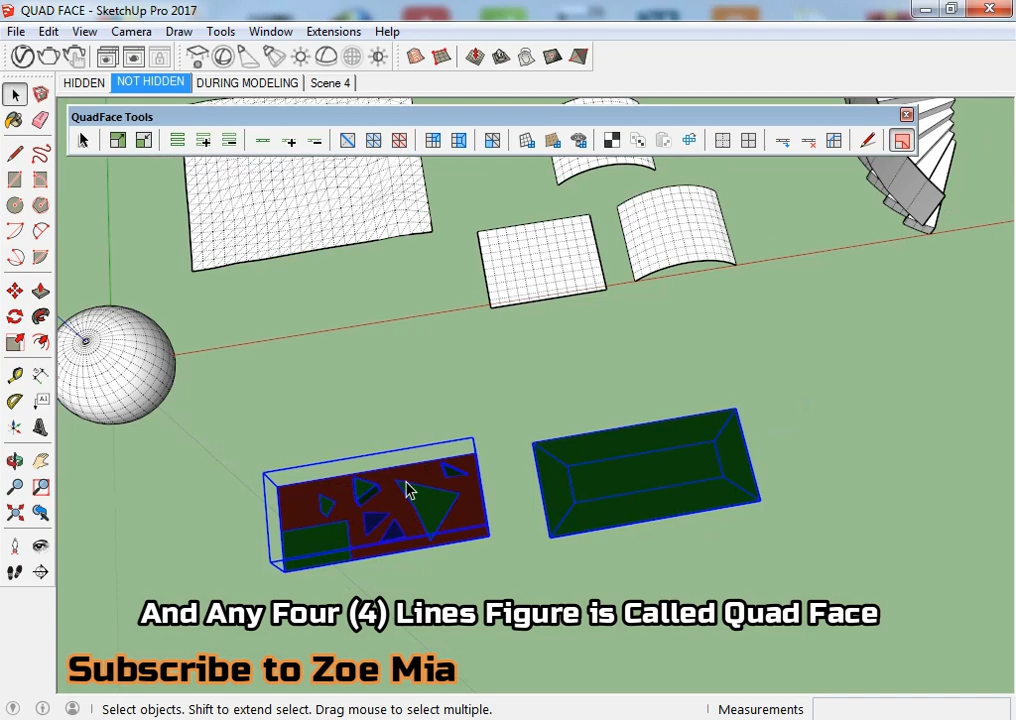 QUAD FACE - SketchUp Pro 2017
File Edit View Camera Draw Tools Window Extensions Help
HIDDEN NOT HIDDEN DURING MODELING Scene 4
QuadFace Tools
And Any Four (4) Lines Figure is Called Quad Face
Subscribe to Zoe Mia
Select objects. Shift to extend select. Drag mouse to select multiple. Measurements